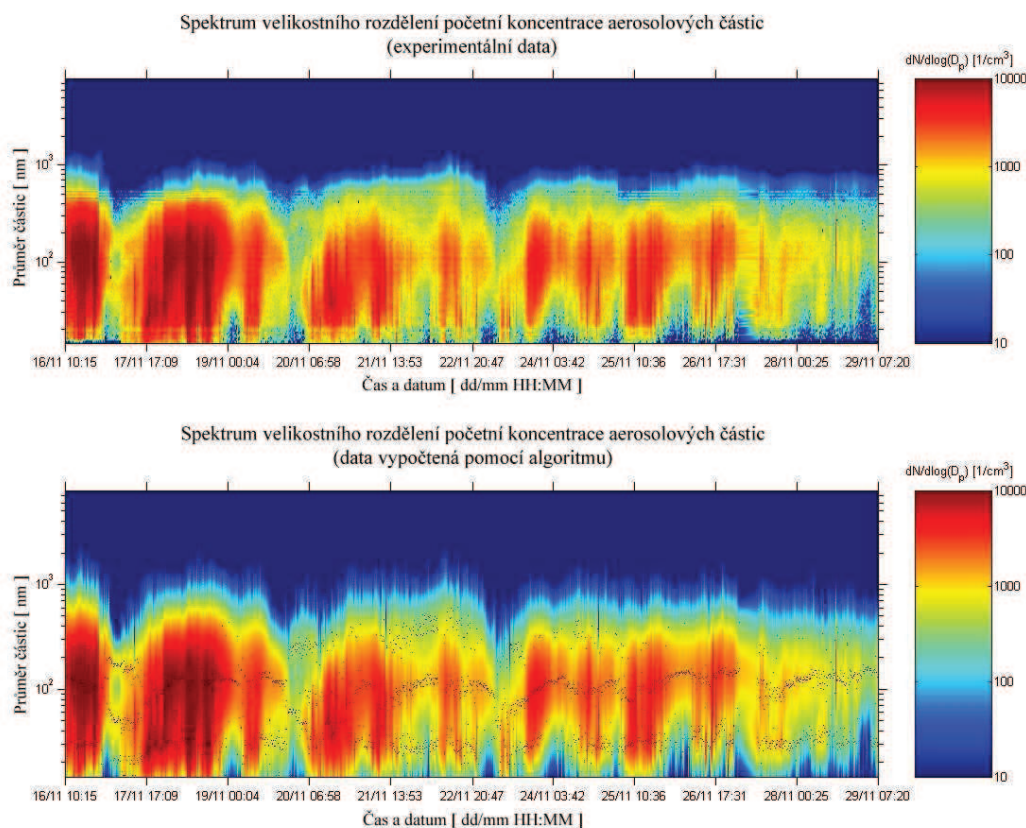 Spektrum velikostního rozdělení početní koncentrace aerosolových částic
(experimentální data)
dN/dlog(D_p) [1/cm³]
10000
1000
100
10
Průměr částic [ nm ]
10³
10²
16/11 10:15 17/11 17:09 19/11 00:04 20/11 06:58 21/11 13:53 22/11 20:47 24/11 03:42 25/11 10:36 26/11 17:31 28/11 00:25 29/11 07:20
Čas a datum [ dd/mm HH:MM ]
Spektrum velikostního rozdělení početní koncentrace aerosolových částic
(data vypočtená pomocí algoritmu)
dN/dlog(D_p) [1/cm³]
10000
1000
100
10
Průměr částic [ nm ]
10³
10²
16/11 10:15 17/11 17:09 19/11 00:04 20/11 06:58 21/11 13:53 22/11 20:47 24/11 03:42 25/11 10:36 26/11 17:31 28/11 00:25 29/11 07:20
Čas a datum [ dd/mm HH:MM ]